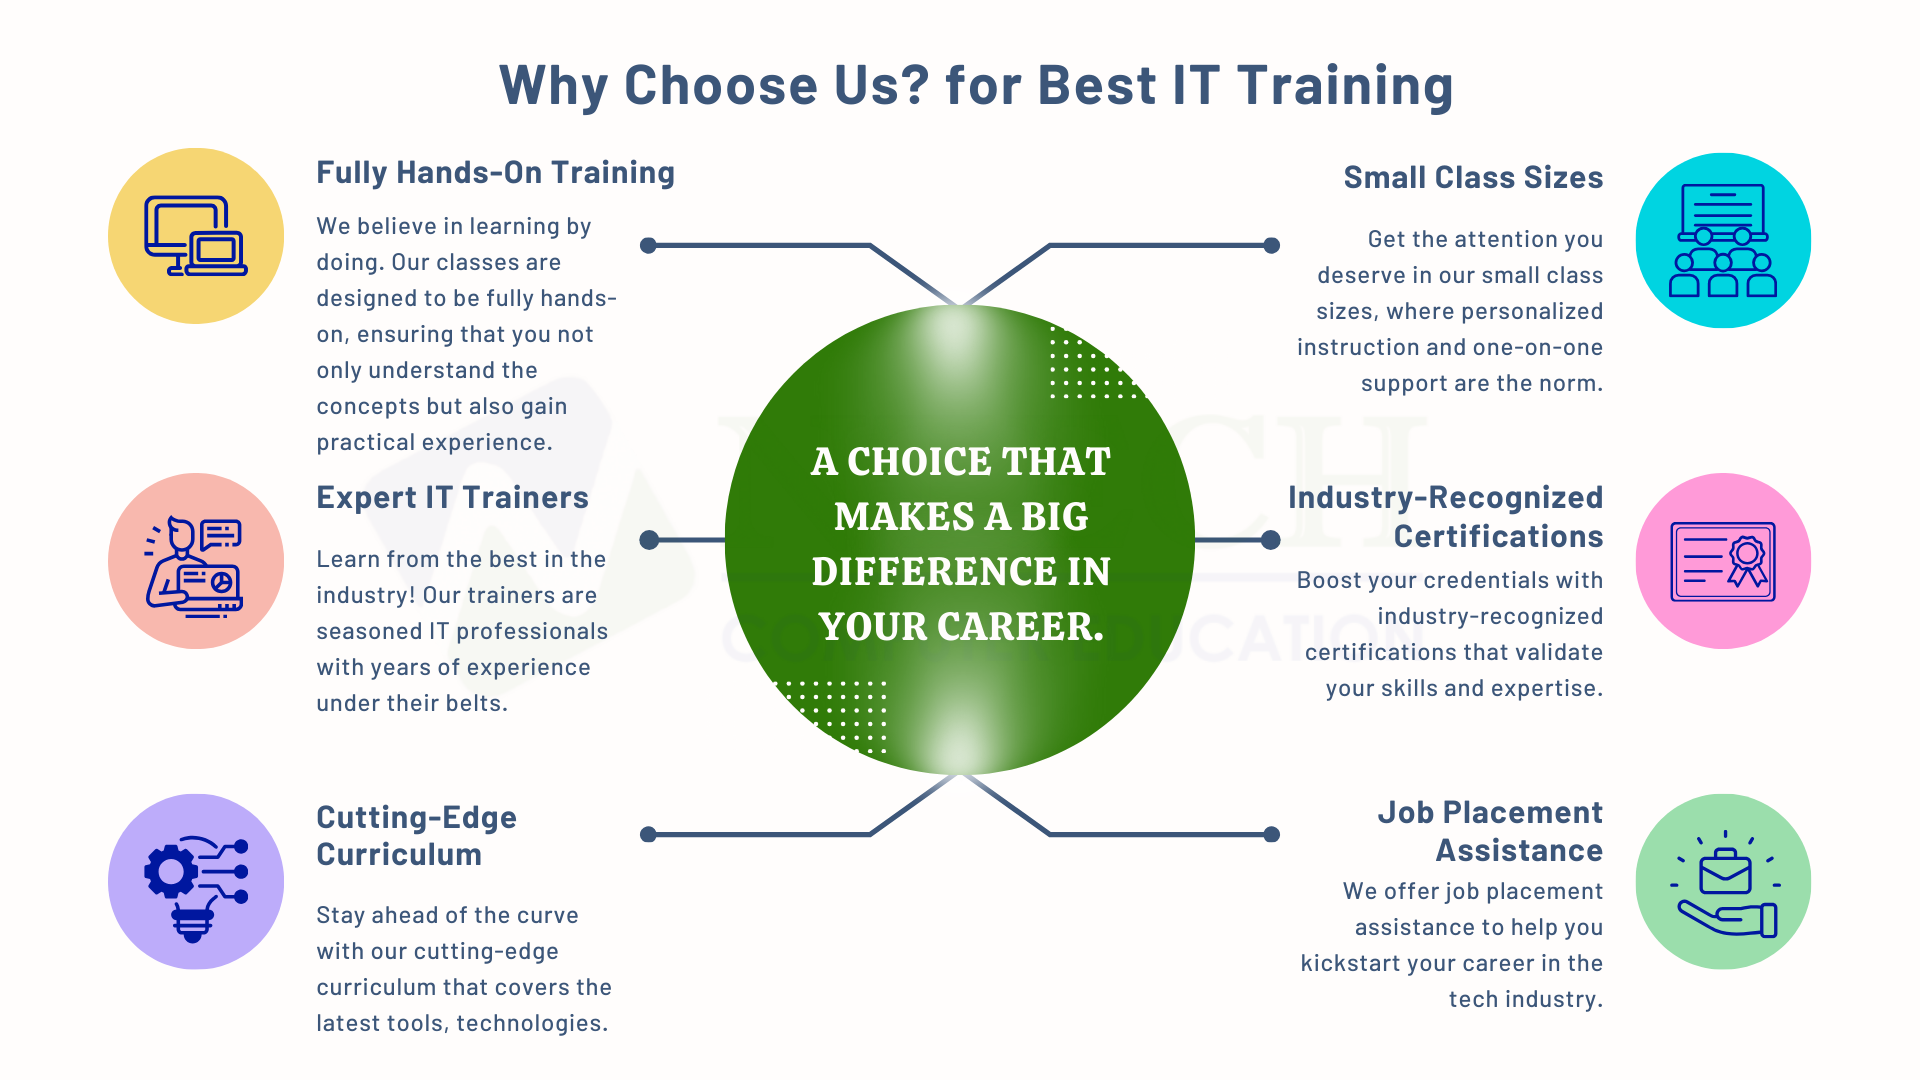 Why Choose Us? for Best IT Training
Fully Hands-On Training
We believe in learning by
doing. Our classes are
designed to be fully hands-
on, ensuring that you not
only understand the
concepts but also gain
practical experience.
Expert IT Trainers
Learn from the best in the
industry! Our trainers are
seasoned IT professionals
with years of experience
under their belts.
Cutting-Edge
Curriculum
Stay ahead of the curve
with our cutting-edge
curriculum that covers the
latest tools, technologies.
A CHOICE THAT
MAKES A BIG
DIFFERENCE IN
YOUR CAREER.
Small Class Sizes
Get the attention you
deserve in our small class
sizes, where personalized
instruction and one-on-one
support are the norm.
Industry-Recognized
Certifications
Boost your credentials with
industry-recognized
certifications that validate
your skills and expertise.
Job Placement
Assistance
We offer job placement
assistance to help you
kickstart your career in the
tech industry.